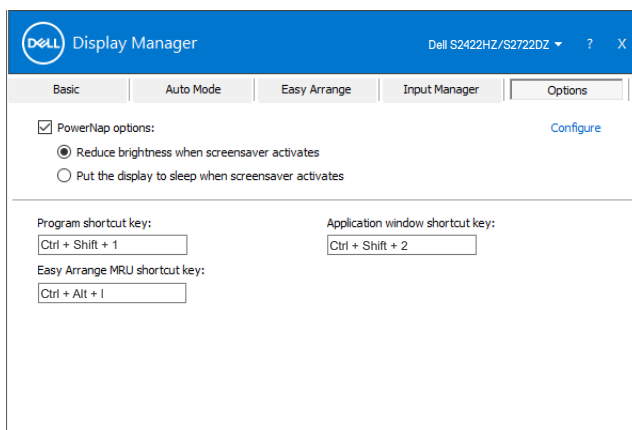 DELL Display Manager Dell S2422HZ/S2722DZ ? X
Basic Auto Mode Easy Arrange Input Manager Options
PowerNap options: Configure
Reduce brightness when screensaver activates
Put the display to sleep when screensaver activates
Program shortcut key: Application window shortcut key:
Ctrl + Shift + 1 Ctrl + Shift + 2
Easy Arrange MRU shortcut key:
Ctrl + Alt + l